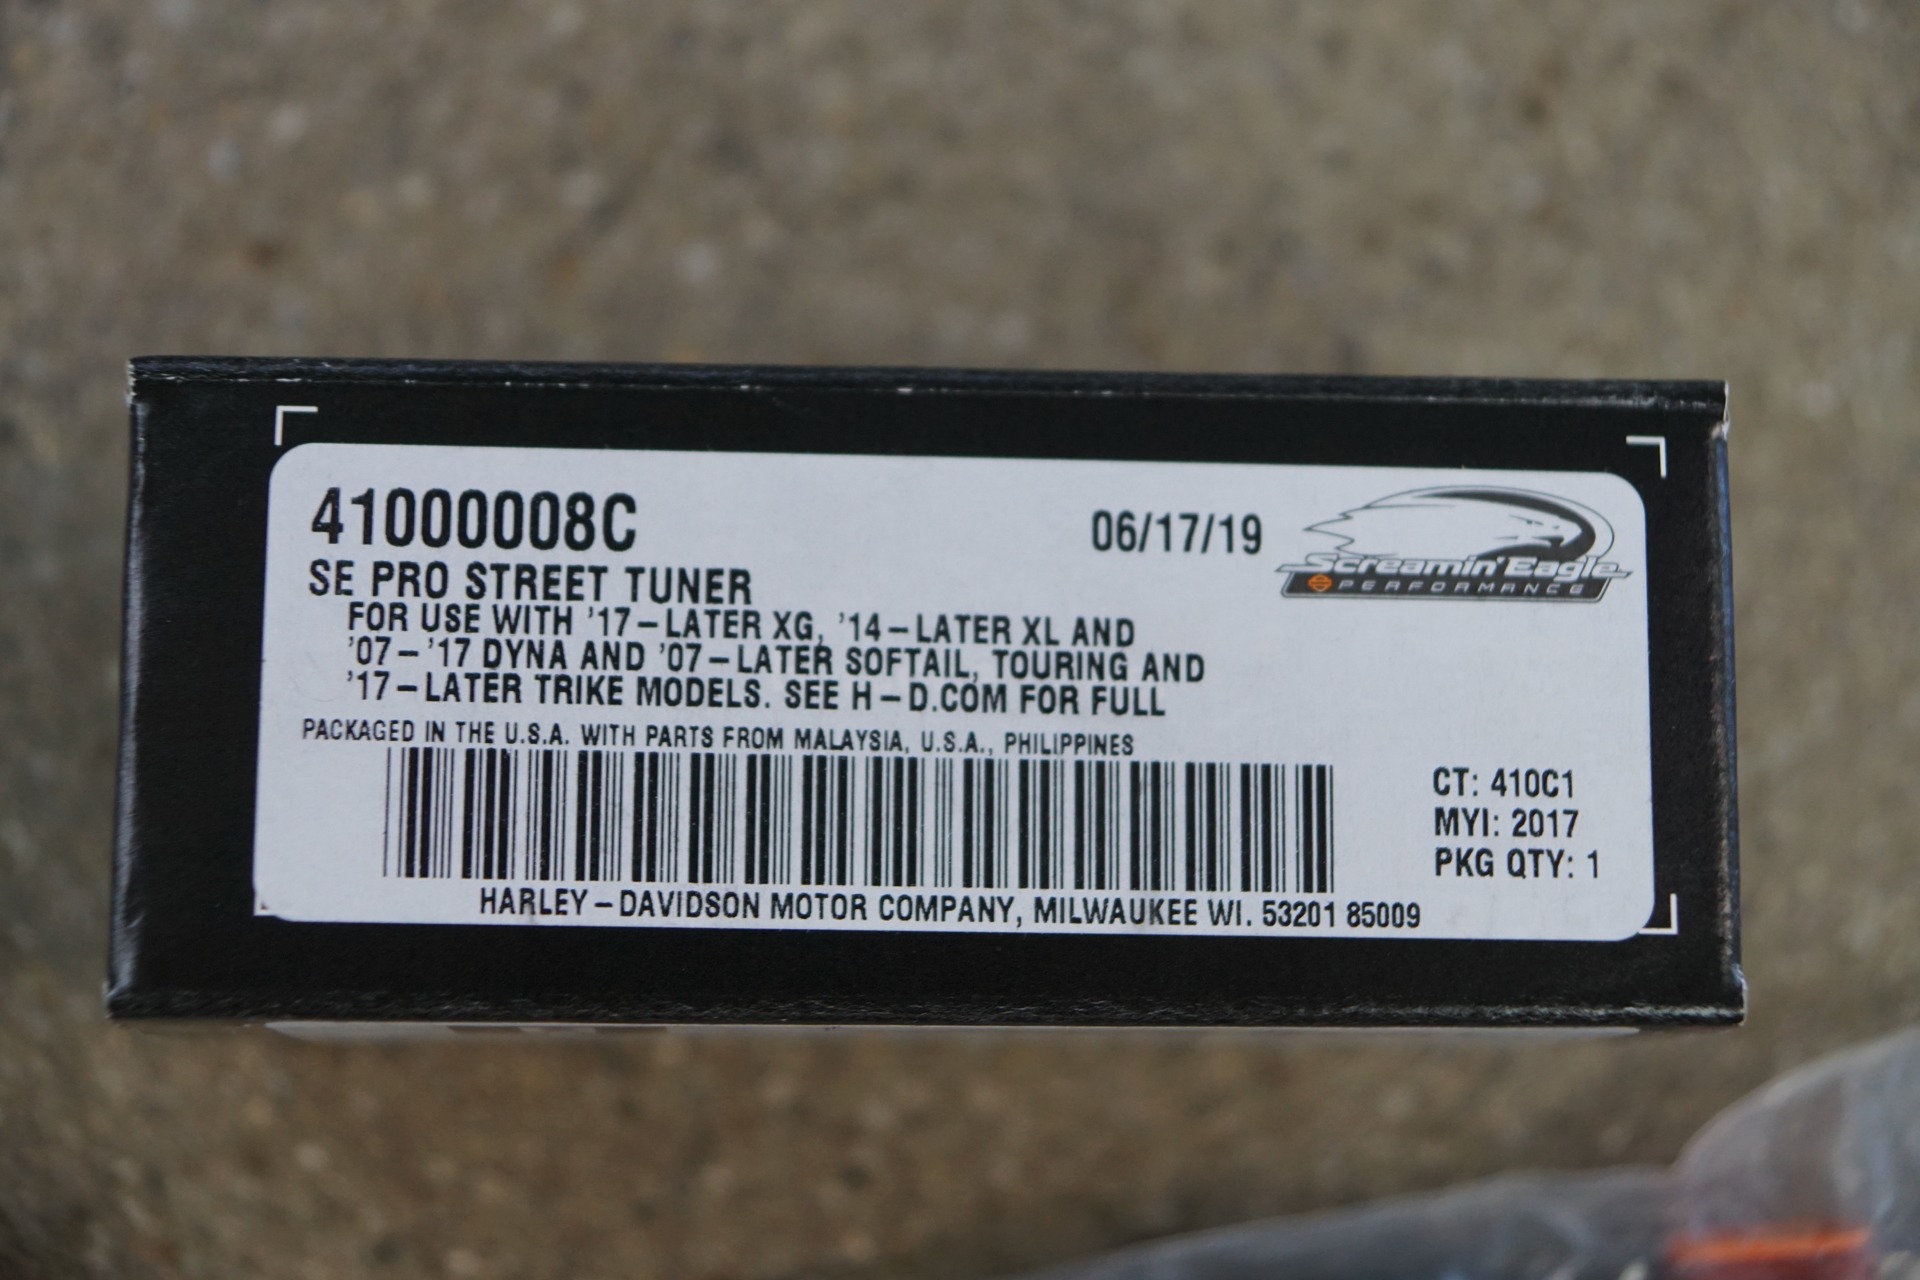 41000008C
06/17/19
Screamin' Eagle
PERFORMANCE
SE PRO STREET TUNER
FOR USE WITH '17-LATER XG, '14-LATER XL AND
'07-'17 DYNA AND '07-LATER SOFTAIL, TOURING AND
'17-LATER TRIKE MODELS. SEE H-D.COM FOR FULL
PACKAGED IN THE U.S.A. WITH PARTS FROM MALAYSIA, U.S.A., PHILIPPINES
CT: 410C1
MYI: 2017
PKG QTY: 1
HARLEY-DAVIDSON MOTOR COMPANY, MILWAUKEE WI. 53201 85009